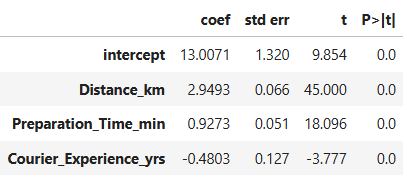 coef std err t P>|t|
intercept 13.0071 1.320 9.854 0.0
Distance_km 2.9493 0.066 45.000 0.0
Preparation_Time_min 0.9273 0.051 18.096 0.0
Courier_Experience_yrs -0.4803 0.127 -3.777 0.0